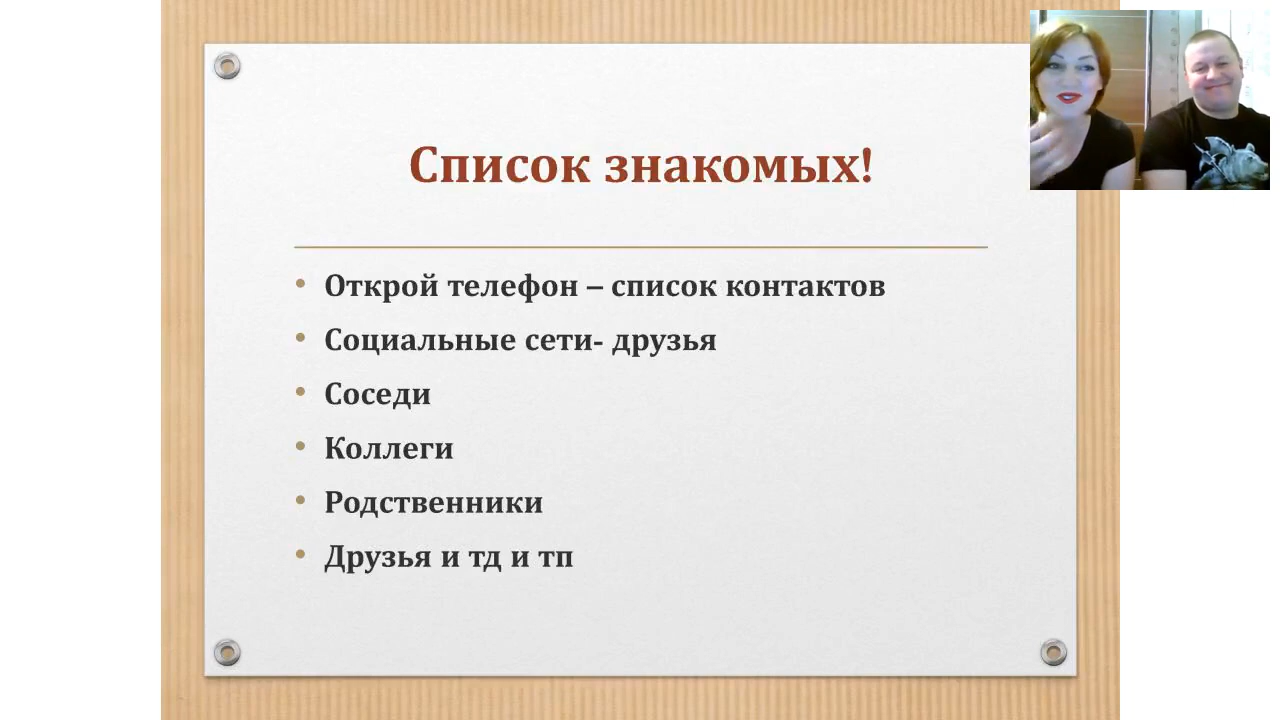 Список знакомых!
• Открой телефон – список контактов
• Социальные сети- друзья
• Соседи
• Коллеги
• Родственники
• Друзья и тд и тп